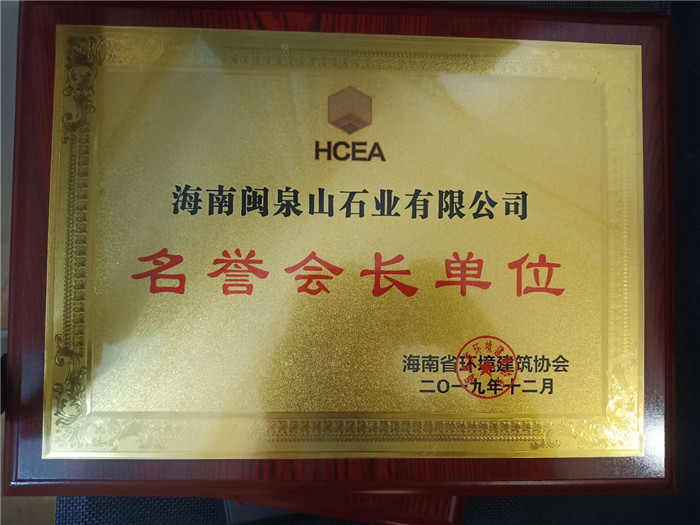 HCEA
海南闽泉山石业有限公司
名誉会长单位
海南省环境建筑协会
二〇一九年十二月